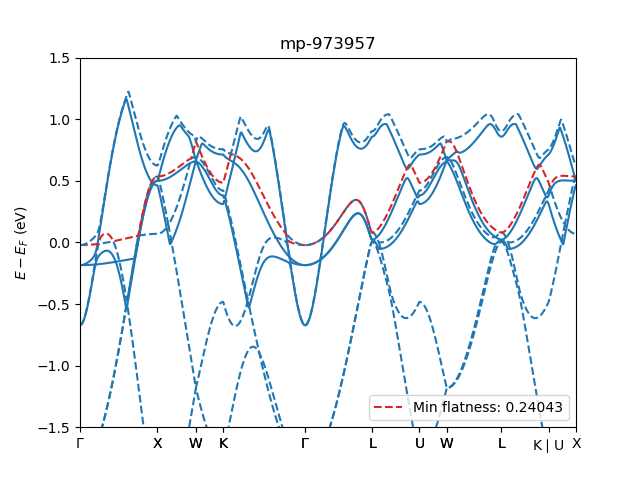 mp-973957
E − E_F (eV)
1.5
1.0
0.5
0.0
−0.5
−1.0
−1.5
Min flatness: 0.24043
Γ X W K Γ L U W L K | U X